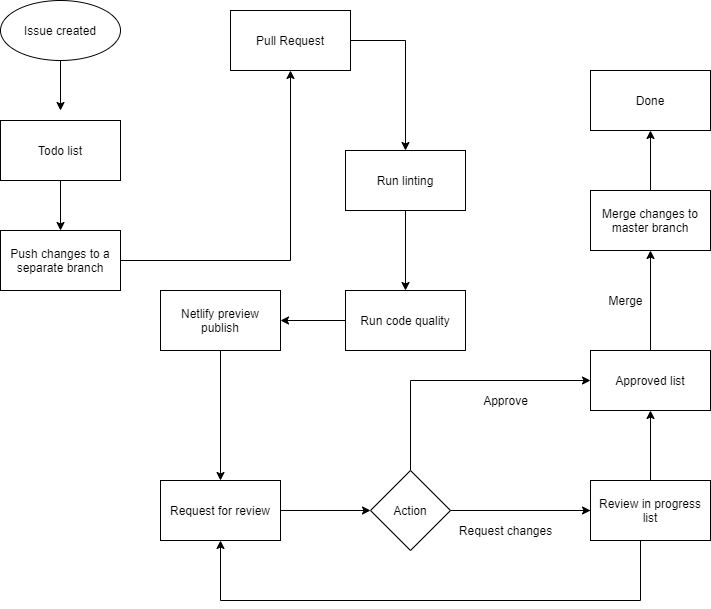 Issue created
Todo list
Push changes to a
separate branch
Pull Request
Run linting
Run code quality
Netlify preview
publish
Request for review
Action
Approve
Request changes
Review in progress
list
Approved list
Merge
Merge changes to
master branch
Done